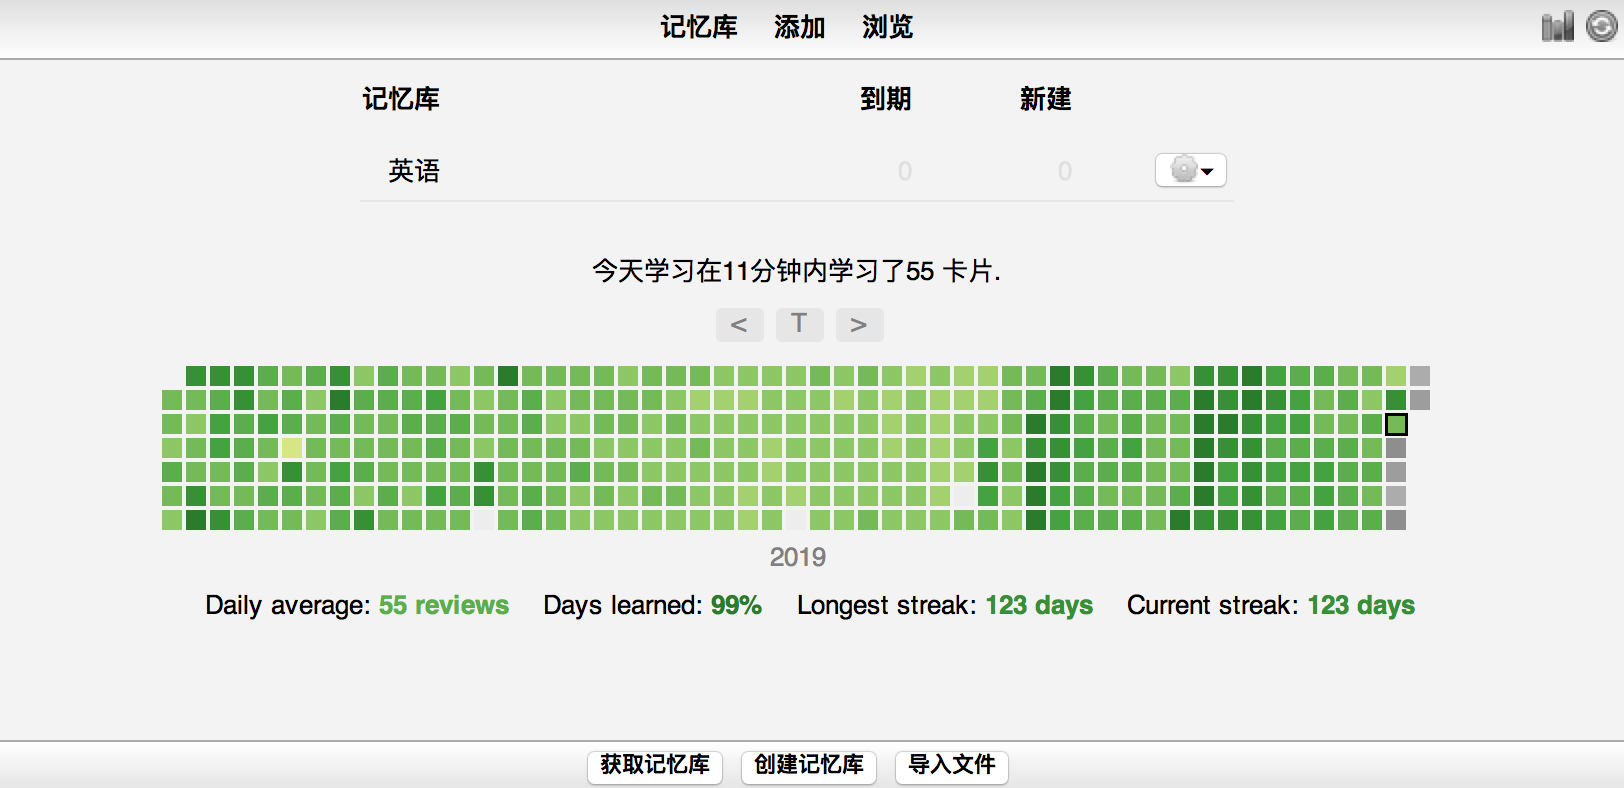 记忆库 添加 浏览
记忆库 到期 新建
英语 0 0
今天学习在11分钟内学习了55 卡片.
< T >
2019
Daily average: 55 reviews Days learned: 99% Longest streak: 123 days Current streak: 123 days
获取记忆库 创建记忆库 导入文件